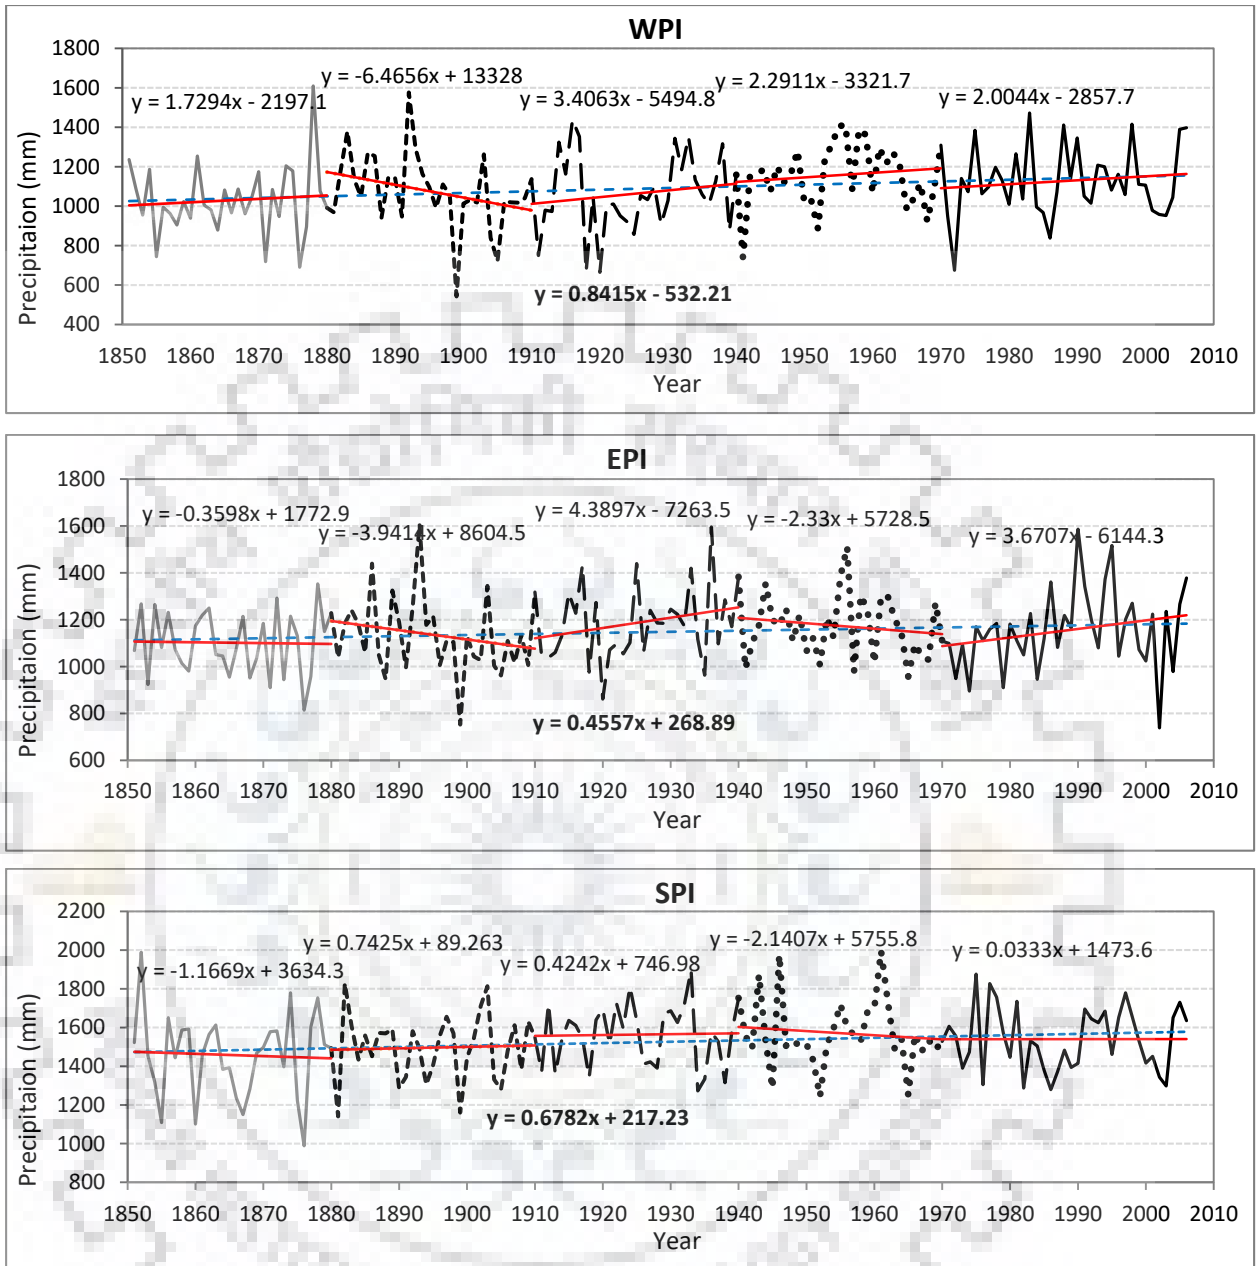 WPI
1800
1600
1400
1200
1000
800
600
400
Precipitaion (mm)
y = 1.7294x - 2197.1
y = -6.4656x + 13328
y = 3.4063x - 5494.8
y = 2.2911x - 3321.7
y = 2.0044x - 2857.7
y = 0.8415x - 532.21
1850 1860 1870 1880 1890 1900 1910 1920 1930 1940 1950 1960 1970 1980 1990 2000 2010
Year
EPI
1800
1600
1400
1200
1000
800
600
Precipitaion (mm)
y = -0.3598x + 1772.9
y = -3.9414x + 8604.5
y = 4.3897x - 7263.5
y = -2.33x + 5728.5
y = 3.6707x - 6144.3
y = 0.4557x + 268.89
1850 1860 1870 1880 1890 1900 1910 1920 1930 1940 1950 1960 1970 1980 1990 2000 2010
Year
SPI
2200
2000
1800
1600
1400
1200
1000
800
Precipitaion (mm)
y = -1.1669x + 3634.3
y = 0.7425x + 89.263
y = 0.4242x + 746.98
y = -2.1407x + 5755.8
y = 0.0333x + 1473.6
y = 0.6782x + 217.23
1850 1860 1870 1880 1890 1900 1910 1920 1930 1940 1950 1960 1970 1980 1990 2000 2010
Year